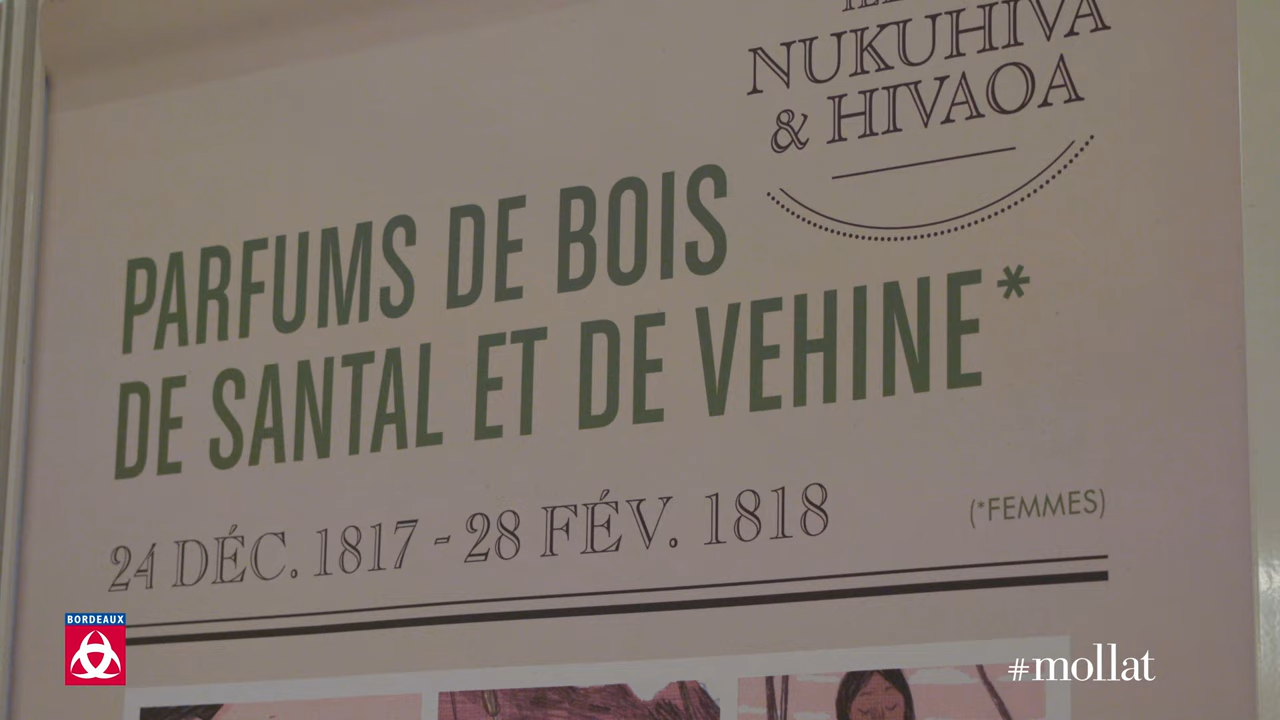 NUKUHIVA
& HIVAOA
PARFUMS DE BOIS
DE SANTAL ET DE VEHINE*
24 DÉC. 1817 - 28 FÉV. 1818
(*FEMMES)
BORDEAUX
#mollat